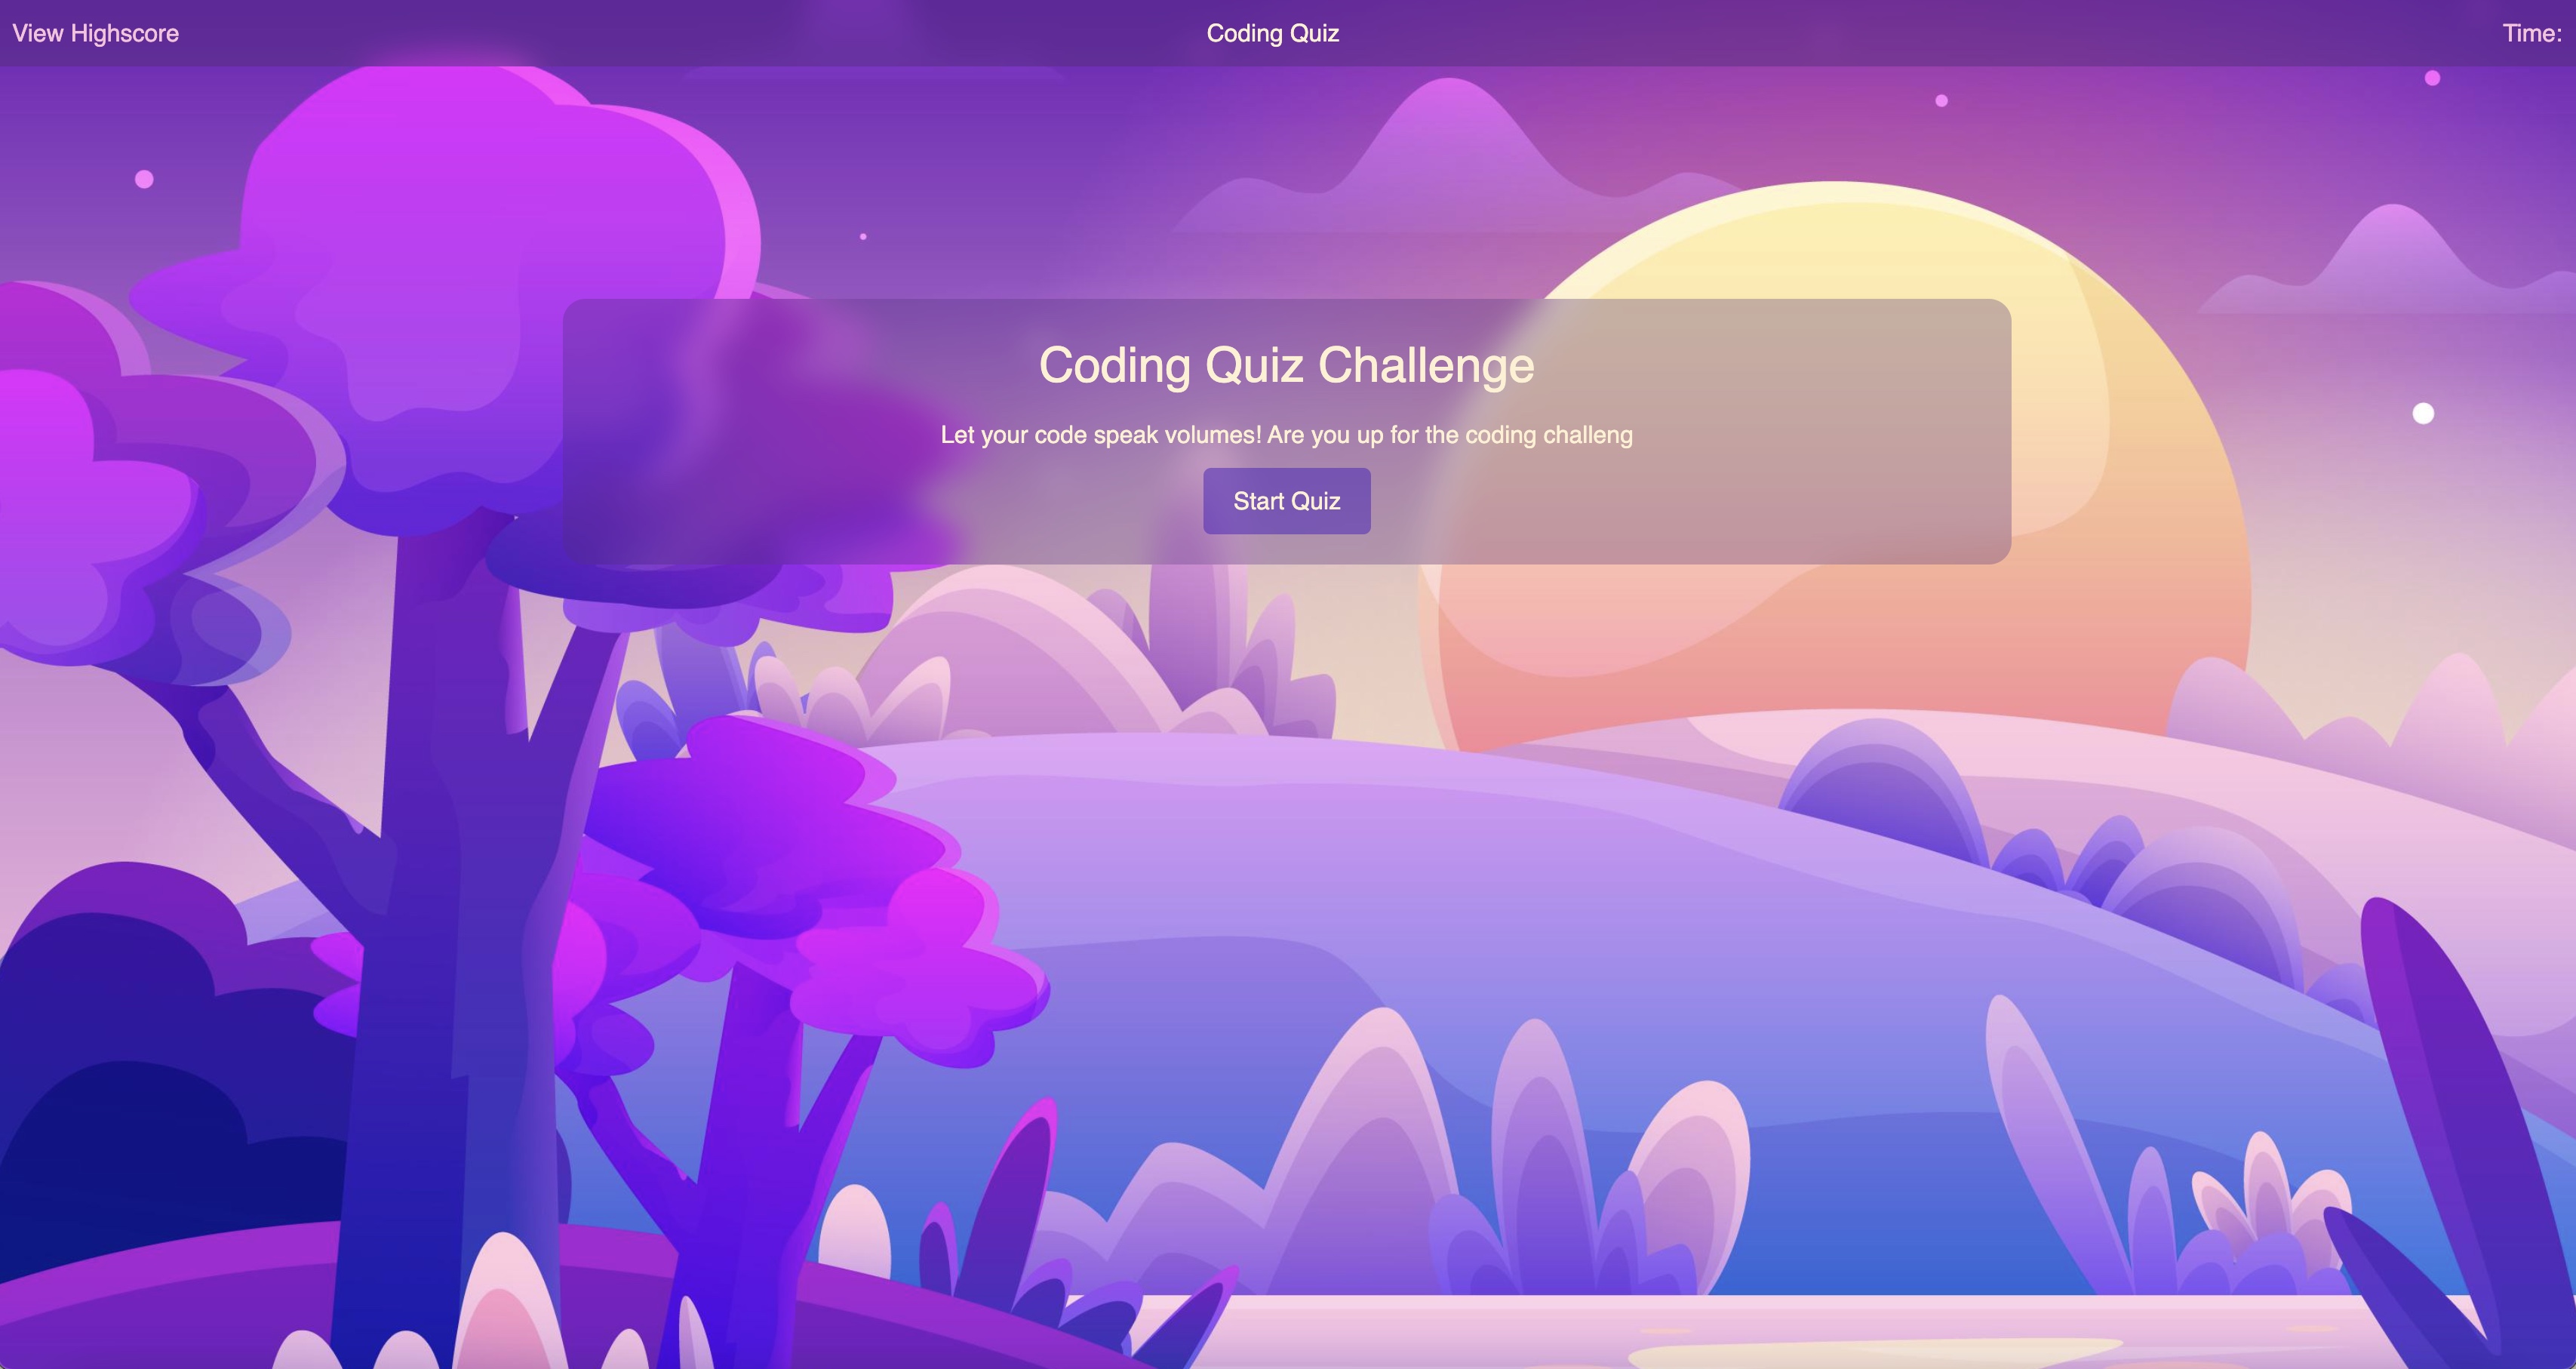 View Highscore
Coding Quiz
Time:
Coding Quiz Challenge
Let your code speak volumes! Are you up for the coding challeng
Start Quiz